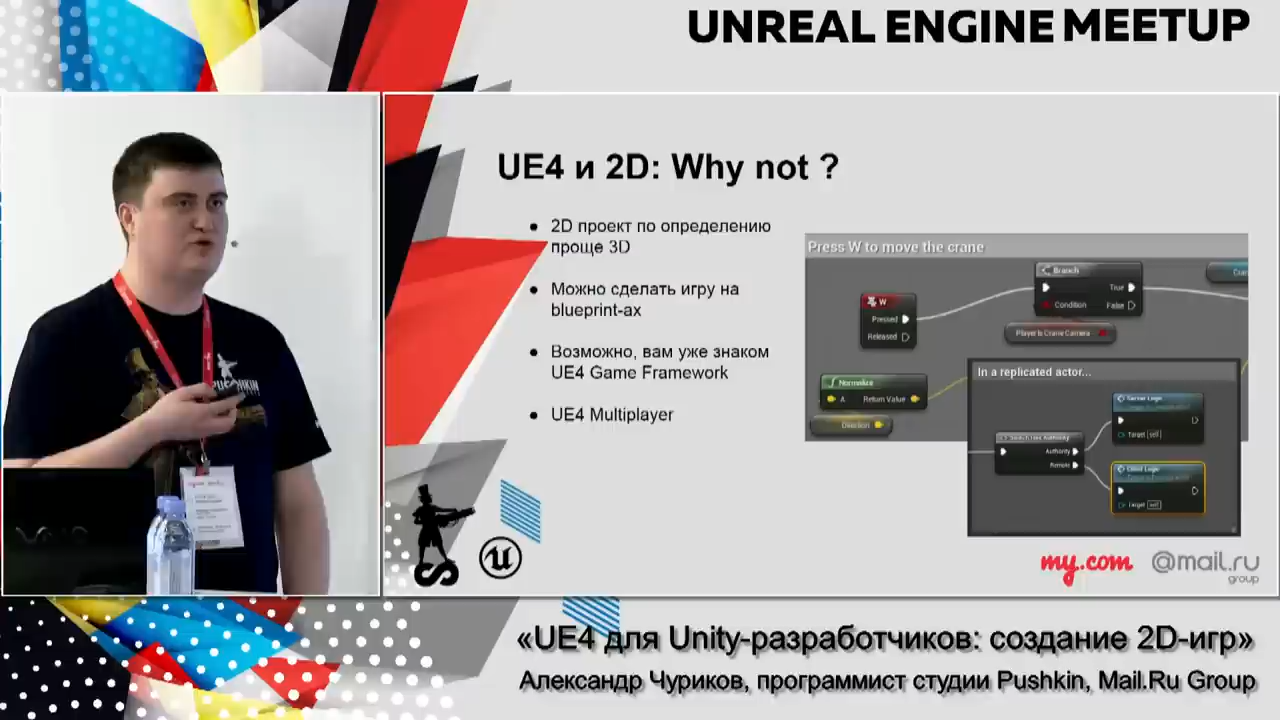 UNREAL ENGINE MEETUP
UE4 и 2D: Why not ?
● 2D проект по определению
проще 3D
● Можно сделать игру на
blueprint-ах
● Возможно, вам уже знаком
UE4 Game Framework
● UE4 Multiplayer
Press W to move the crane
W
Pressed
Released
Branch
True
Condition
False
Player Is Crane Camera
Normalize
A
Return Value
Direction
In a replicated actor...
Authority
Remote
Server Logic
Target [self]
Client Logic
Target [self]
PUSHKIN
VAIO
my.com
@mail.ru
group
«UE4 для Unity-разработчиков: создание 2D-игр»
Александр Чуриков, программист студии Pushkin, Mail.Ru Group